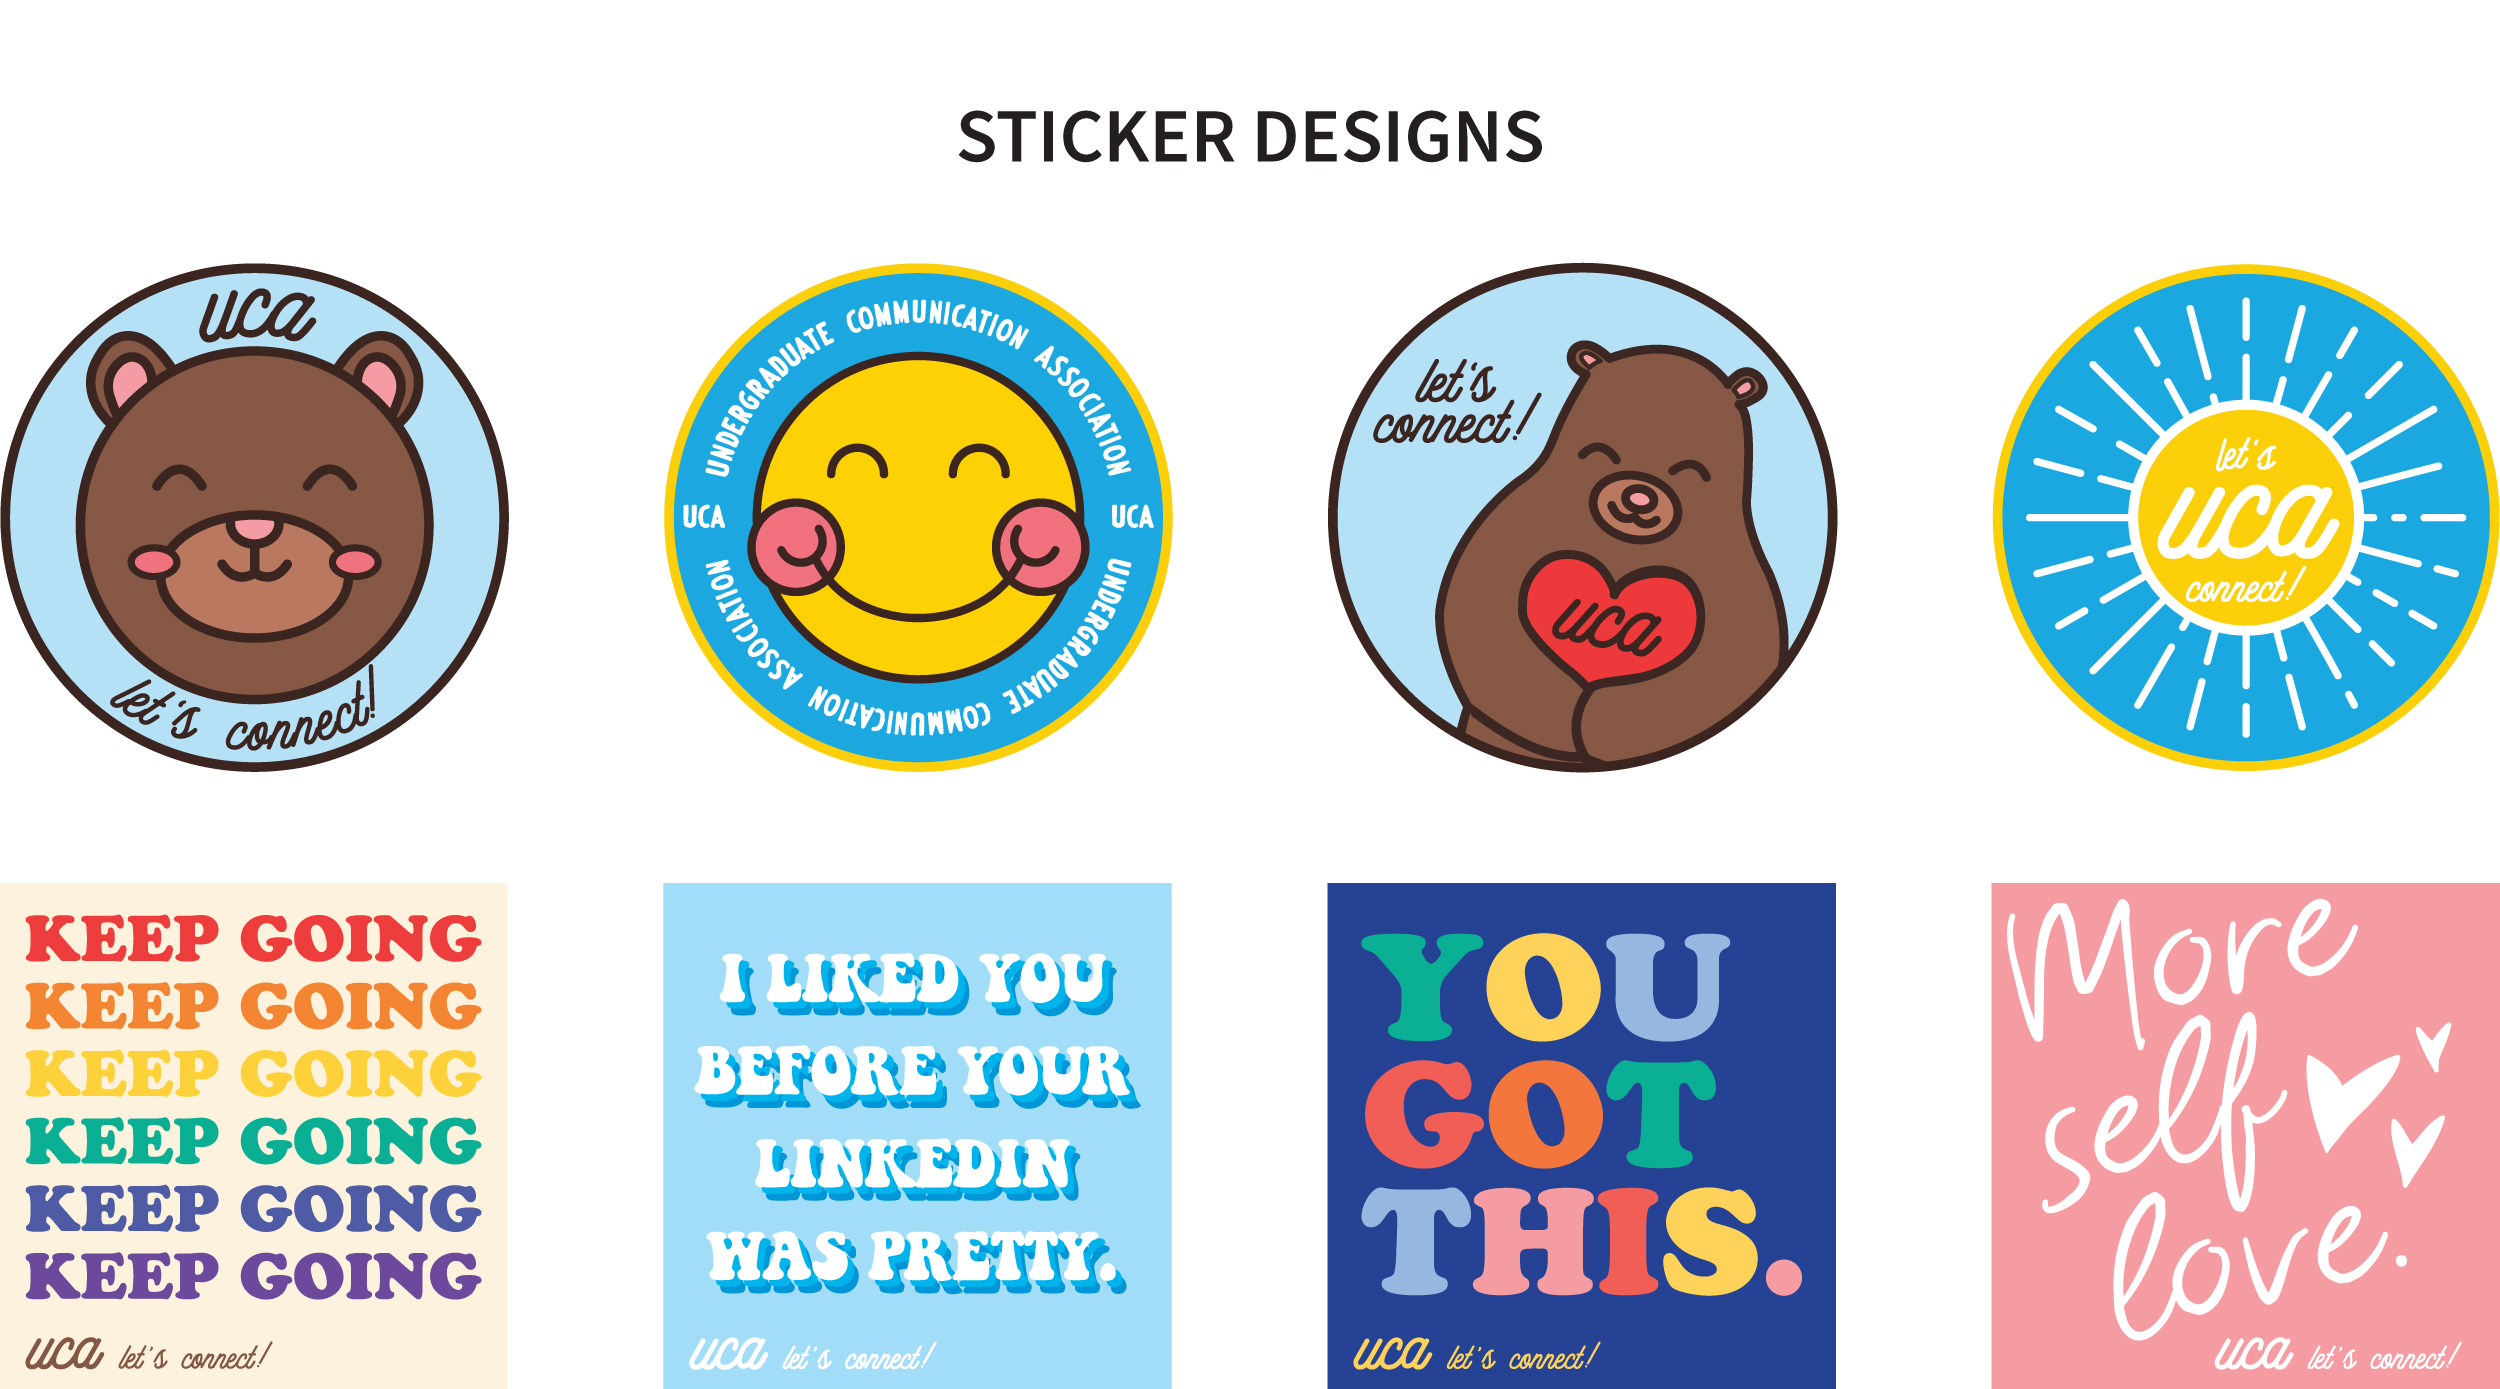 STICKER DESIGNS
uca
let's connect!
UNDERGRADUATE COMMUNICATION ASSOCIATION
UCA
UCA
UNDERGRADUATE COMMUNICATION ASSOCIATION
let's
connect!
uca
let's
uca
connect!
KEEP GOING
KEEP GOING
KEEP GOING
KEEP GOING
KEEP GOING
KEEP GOING
uca let's connect!
I LIKED YOU
BEFORE YOUR
LINKEDIN
WAS PRETTY.
uca let's connect!
YOU
GOT
THIS.
uca let's connect!
More
self
love.
uca let's connect!